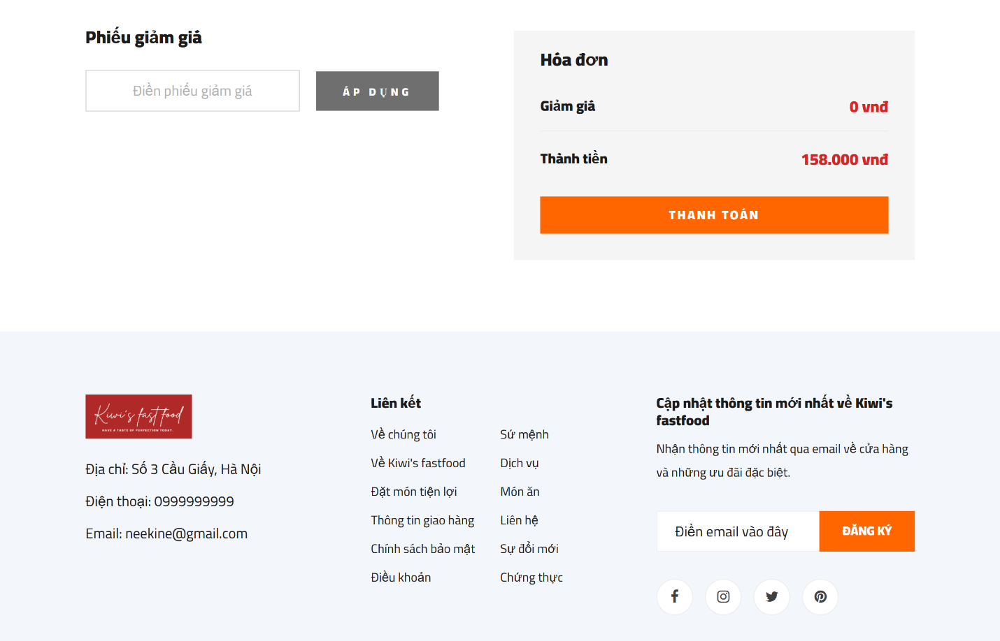 Phiếu giảm giá
Điền phiếu giảm giá
ÁP DỤNG
Hóa đơn
Giảm giá
0 vnđ
Thành tiền
158.000 vnđ
THANH TOÁN
Kiwi's fast food
HAVE A TASTE OF PERFECTION TODAY.
Địa chỉ: Số 3 Cầu Giấy, Hà Nội
Điện thoại: 0999999999
Email: neekine@gmail.com
Liên kết
Về chúng tôi
Về Kiwi's fastfood
Đặt món tiện lợi
Thông tin giao hàng
Chính sách bảo mật
Điều khoản
Sứ mệnh
Dịch vụ
Món ăn
Liên hệ
Sự đổi mới
Chứng thực
Cập nhật thông tin mới nhất về Kiwi's
fastfood
Nhận thông tin mới nhất qua email về cửa hàng
và những ưu đãi đặc biệt.
Điền email vào đây
ĐĂNG KÝ